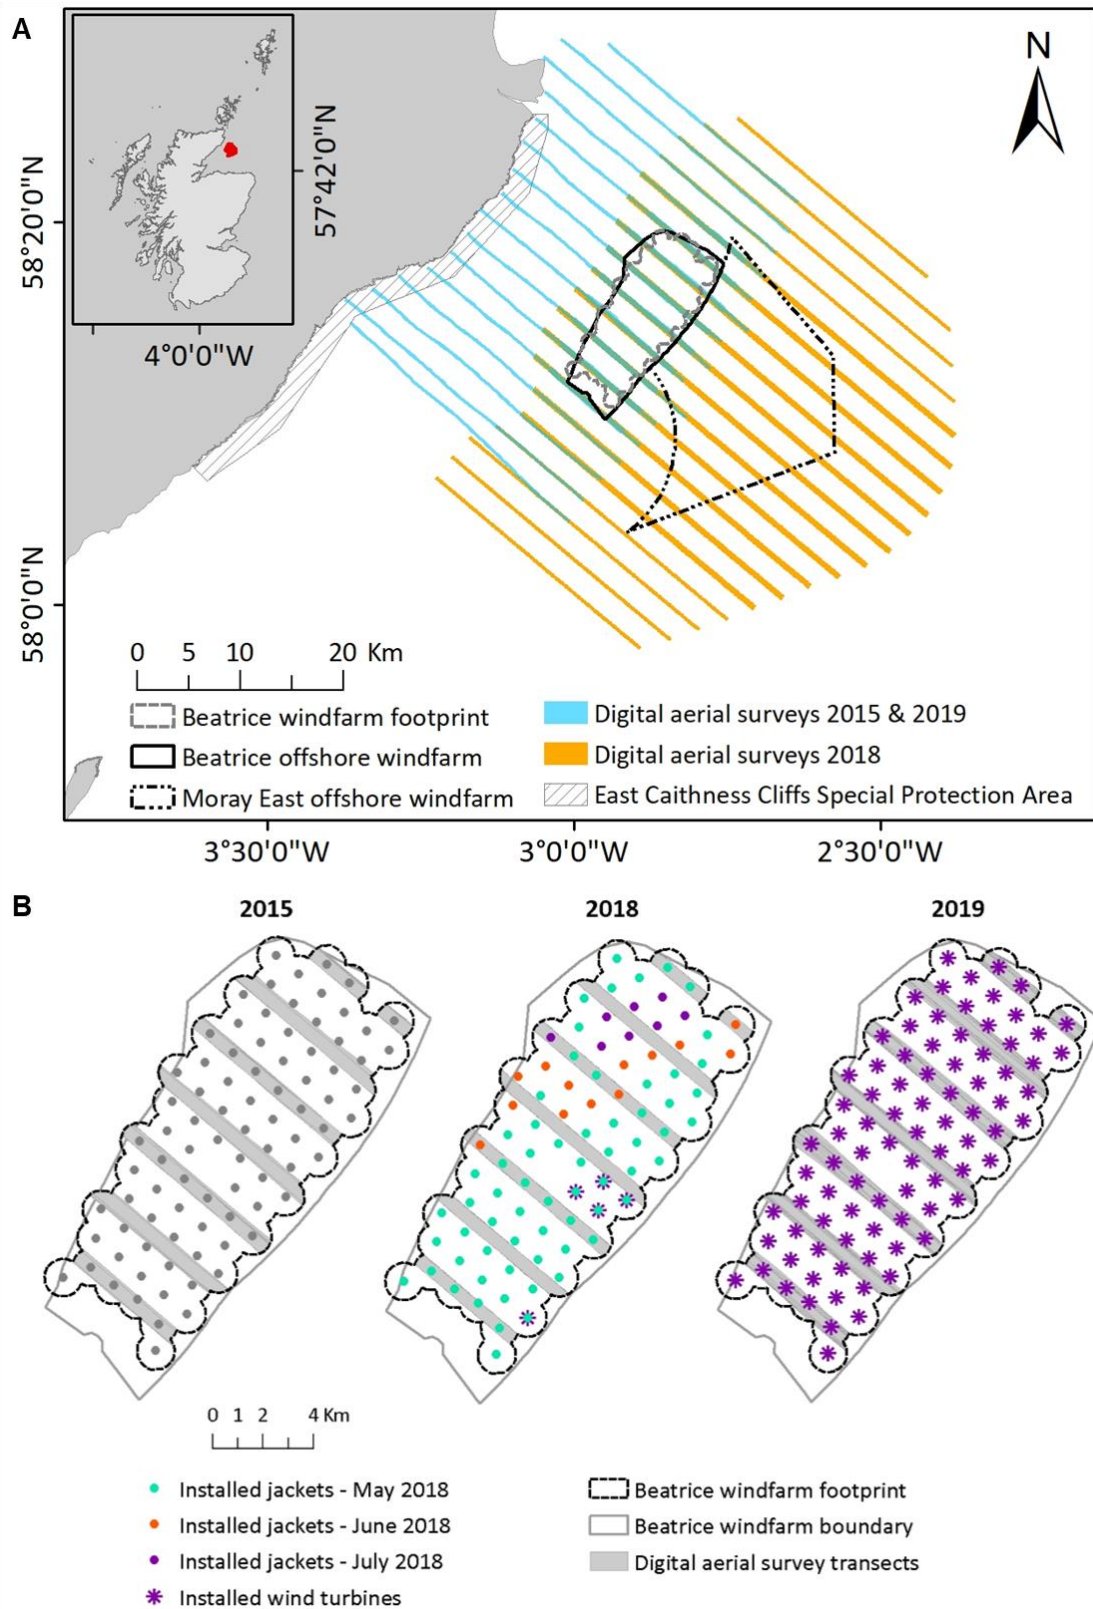 A
N
58°20'0"N
57°42'0"N
4°0'0"W
58°0'0"N
0 5 10 20 Km
Beatrice windfarm footprint
Beatrice offshore windfarm
Moray East offshore windfarm
Digital aerial surveys 2015 & 2019
Digital aerial surveys 2018
East Caithness Cliffs Special Protection Area
3°30'0"W 3°0'0"W 2°30'0"W
B
2015 2018 2019
0 1 2 4 Km
Installed jackets - May 2018
Installed jackets - June 2018
Installed jackets - July 2018
Installed wind turbines
Beatrice windfarm footprint
Beatrice windfarm boundary
Digital aerial survey transects